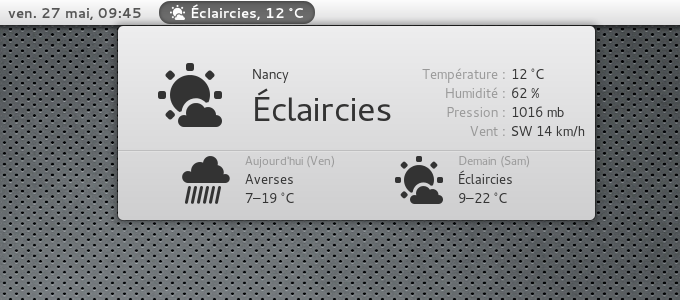 ven. 27 mai, 09:45
Éclaircies, 12 °C
Nancy
Éclaircies
Température : 12 °C
Humidité : 62 %
Pression : 1016 mb
Vent : SW 14 km/h
Aujourd'hui (Ven)
Averses
7–19 °C
Demain (Sam)
Éclaircies
9–22 °C